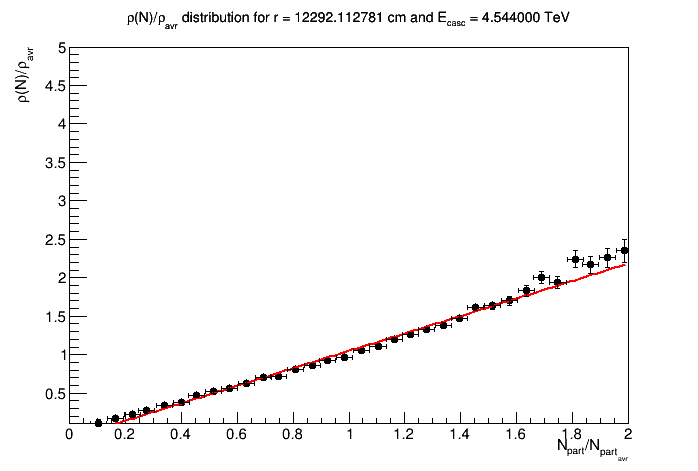 ρ(N)/ρavr distribution for r = 12292.112781 cm and Ecasc = 4.544000 TeV
ρ(N)/ρavr
5
4.5
4
3.5
3
2.5
2
1.5
1
0.5
0 0.2 0.4 0.6 0.8 1 1.2 1.4 1.6 1.8 2
Npart/Npartavr